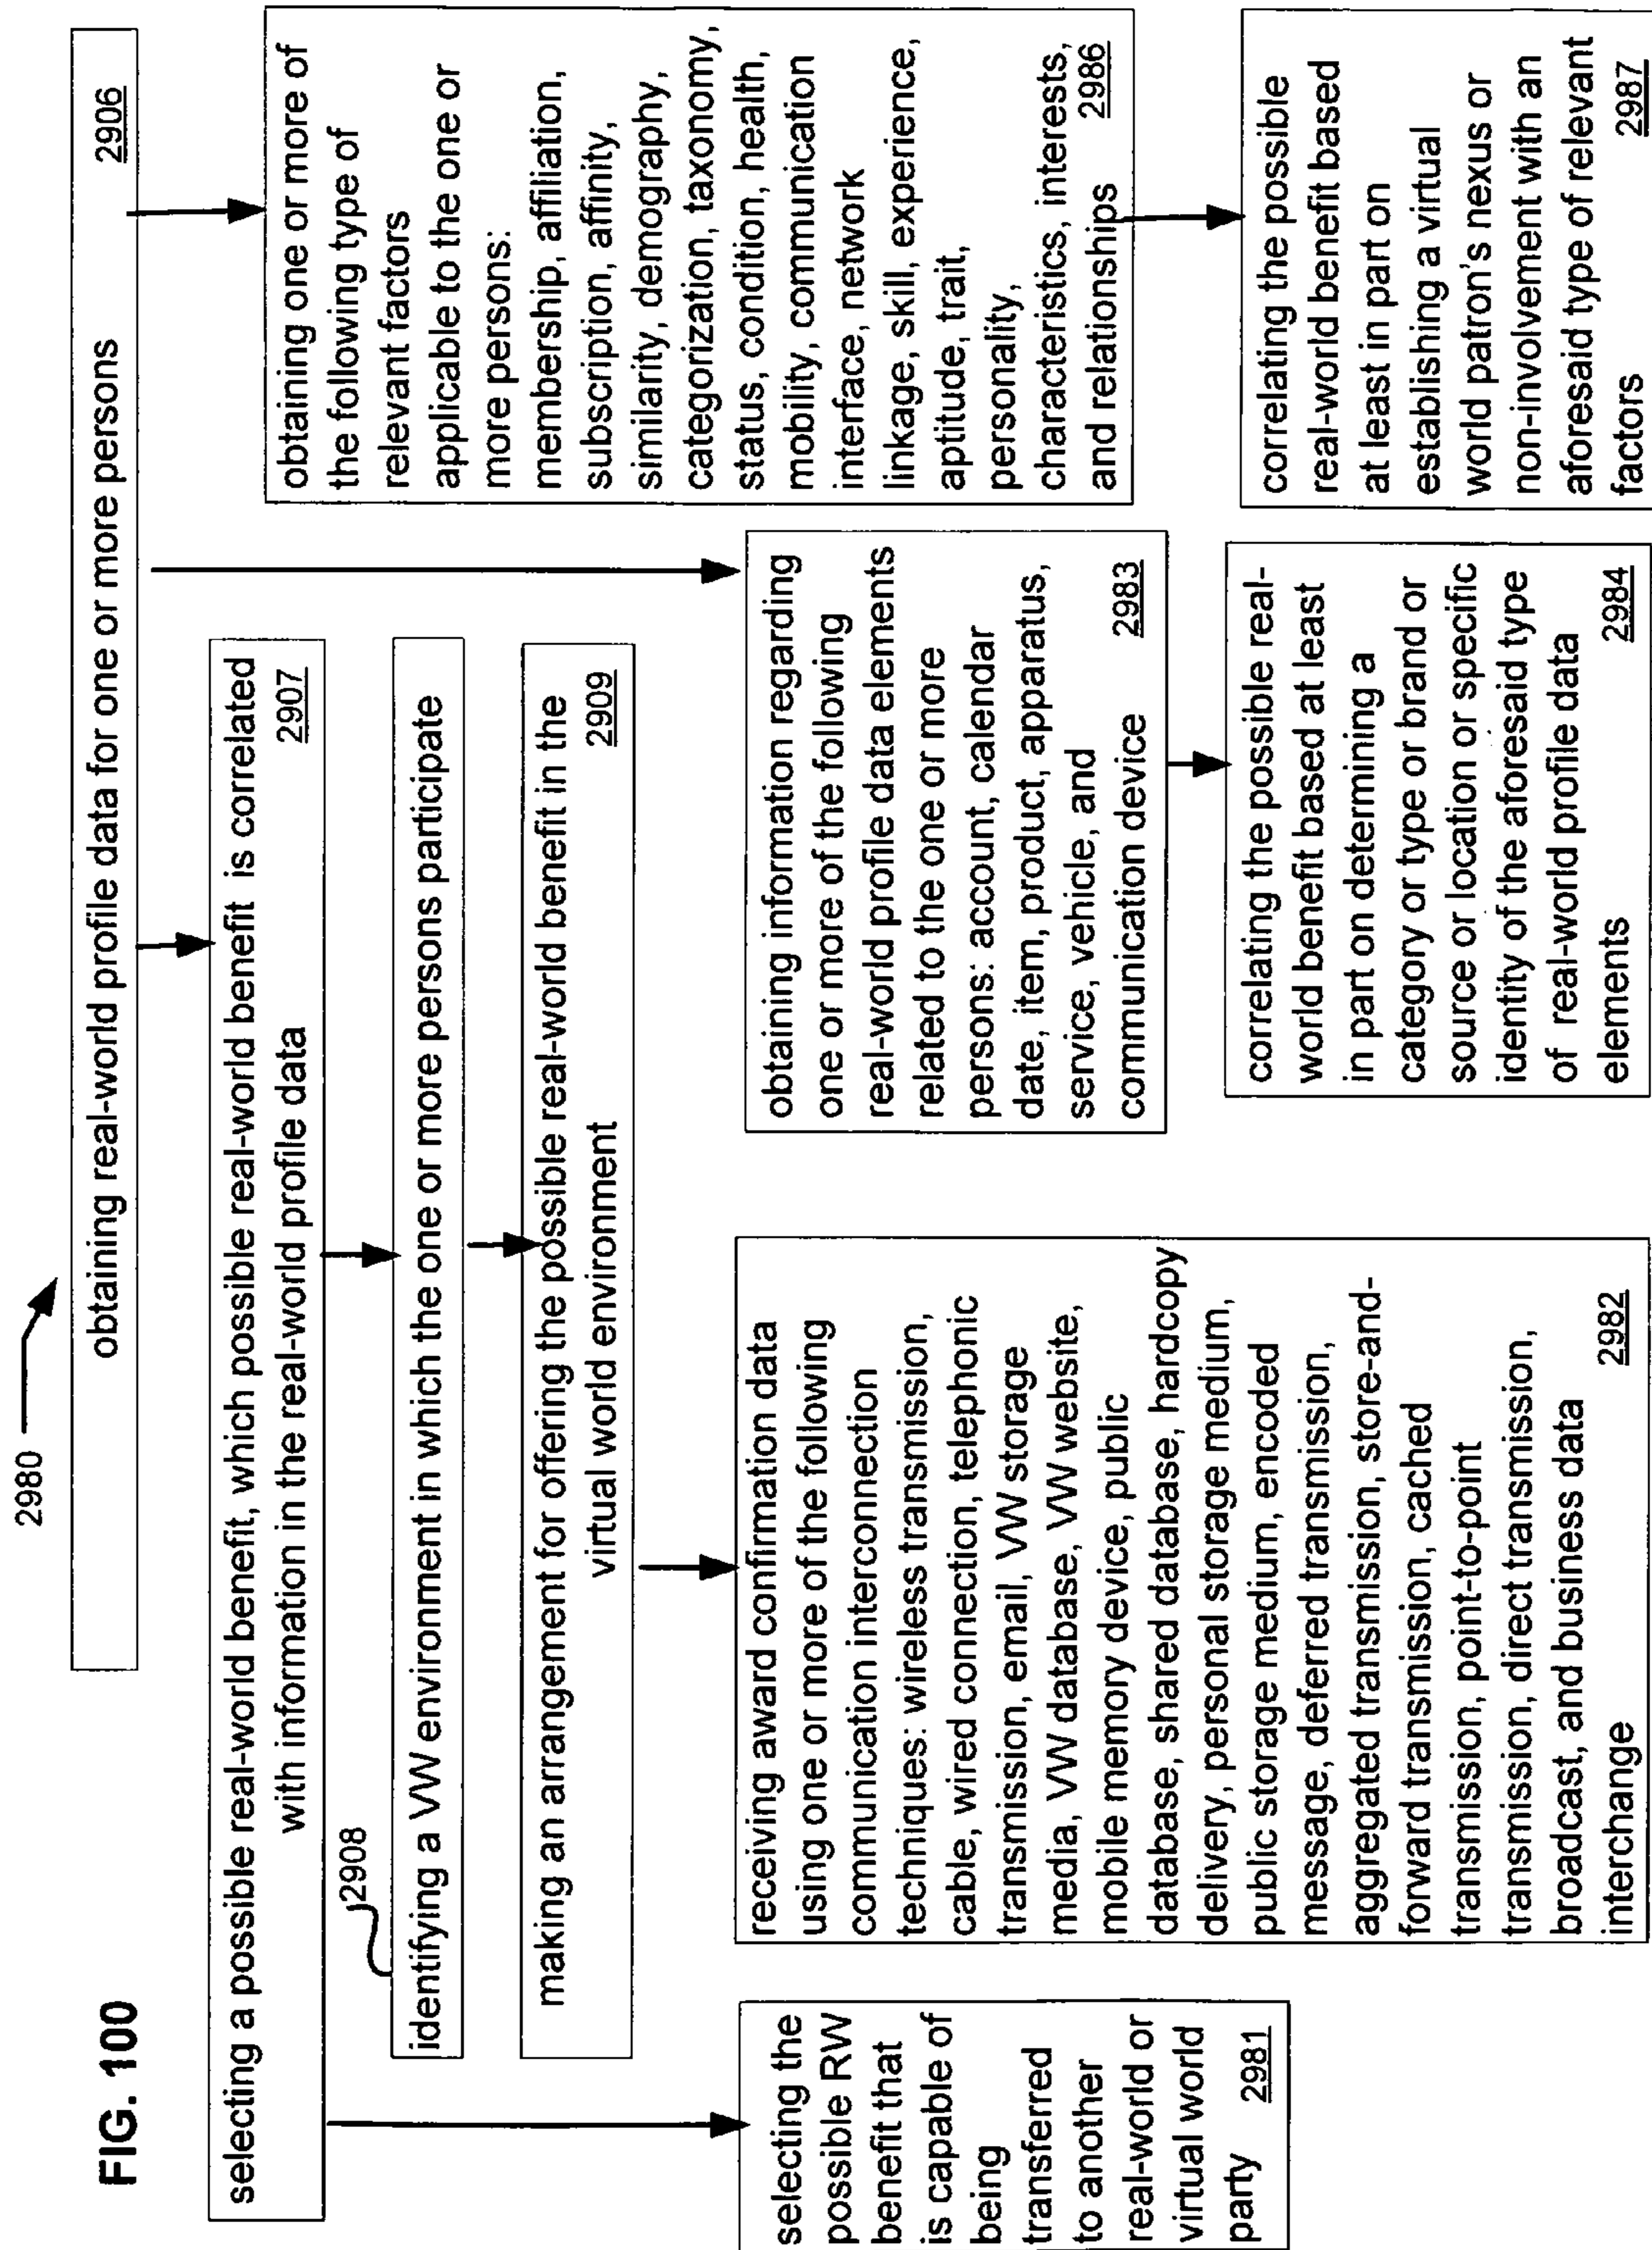 FIG. 100
2980
obtaining real-world profile data for one or more persons 2906
selecting a possible real-world benefit, which possible real-world benefit is correlated
with information in the real-world profile data 2907
2908
identifying a VW environment in which the one or more persons participate
making an arrangement for offering the possible real-world benefit in the
virtual world environment 2909
selecting the
possible RW
benefit that
is capable of
being
transferred
to another
real-world or
virtual world
party 2981
receiving award confirmation data
using one or more of the following
communication interconnection
techniques: wireless transmission,
cable, wired connection, telephonic
transmission, email, VW storage
media, VW database, VW website,
mobile memory device, public
database, shared database, hardcopy
delivery, personal storage medium,
public storage medium, encoded
message, deferred transmission,
aggregated transmission, store-and-
forward transmission, cached
transmission, point-to-point
transmission, direct transmission,
broadcast, and business data
interchange 2982
obtaining information regarding
one or more of the following
real-world profile data elements
related to the one or more
persons: account, calendar
date, item, product, apparatus,
service, vehicle, and
communication device 2983
correlating the possible real-
world benefit based at least
in part on determining a
category or type or brand or
source or location or specific
identity of the aforesaid type
of real-world profile data
elements 2984
obtaining one or more of
the following type of
relevant factors
applicable to the one or
more persons:
membership, affiliation,
subscription, affinity,
similarity, demography,
categorization, taxonomy,
status, condition, health,
mobility, communication
interface, network
linkage, skill, experience,
aptitude, trait,
personality,
characteristics, interests,
and relationships 2986
correlating the possible
real-world benefit based
at least in part on
establishing a virtual
world patron's nexus or
non-involvement with an
aforesaid type of relevant
factors 2987